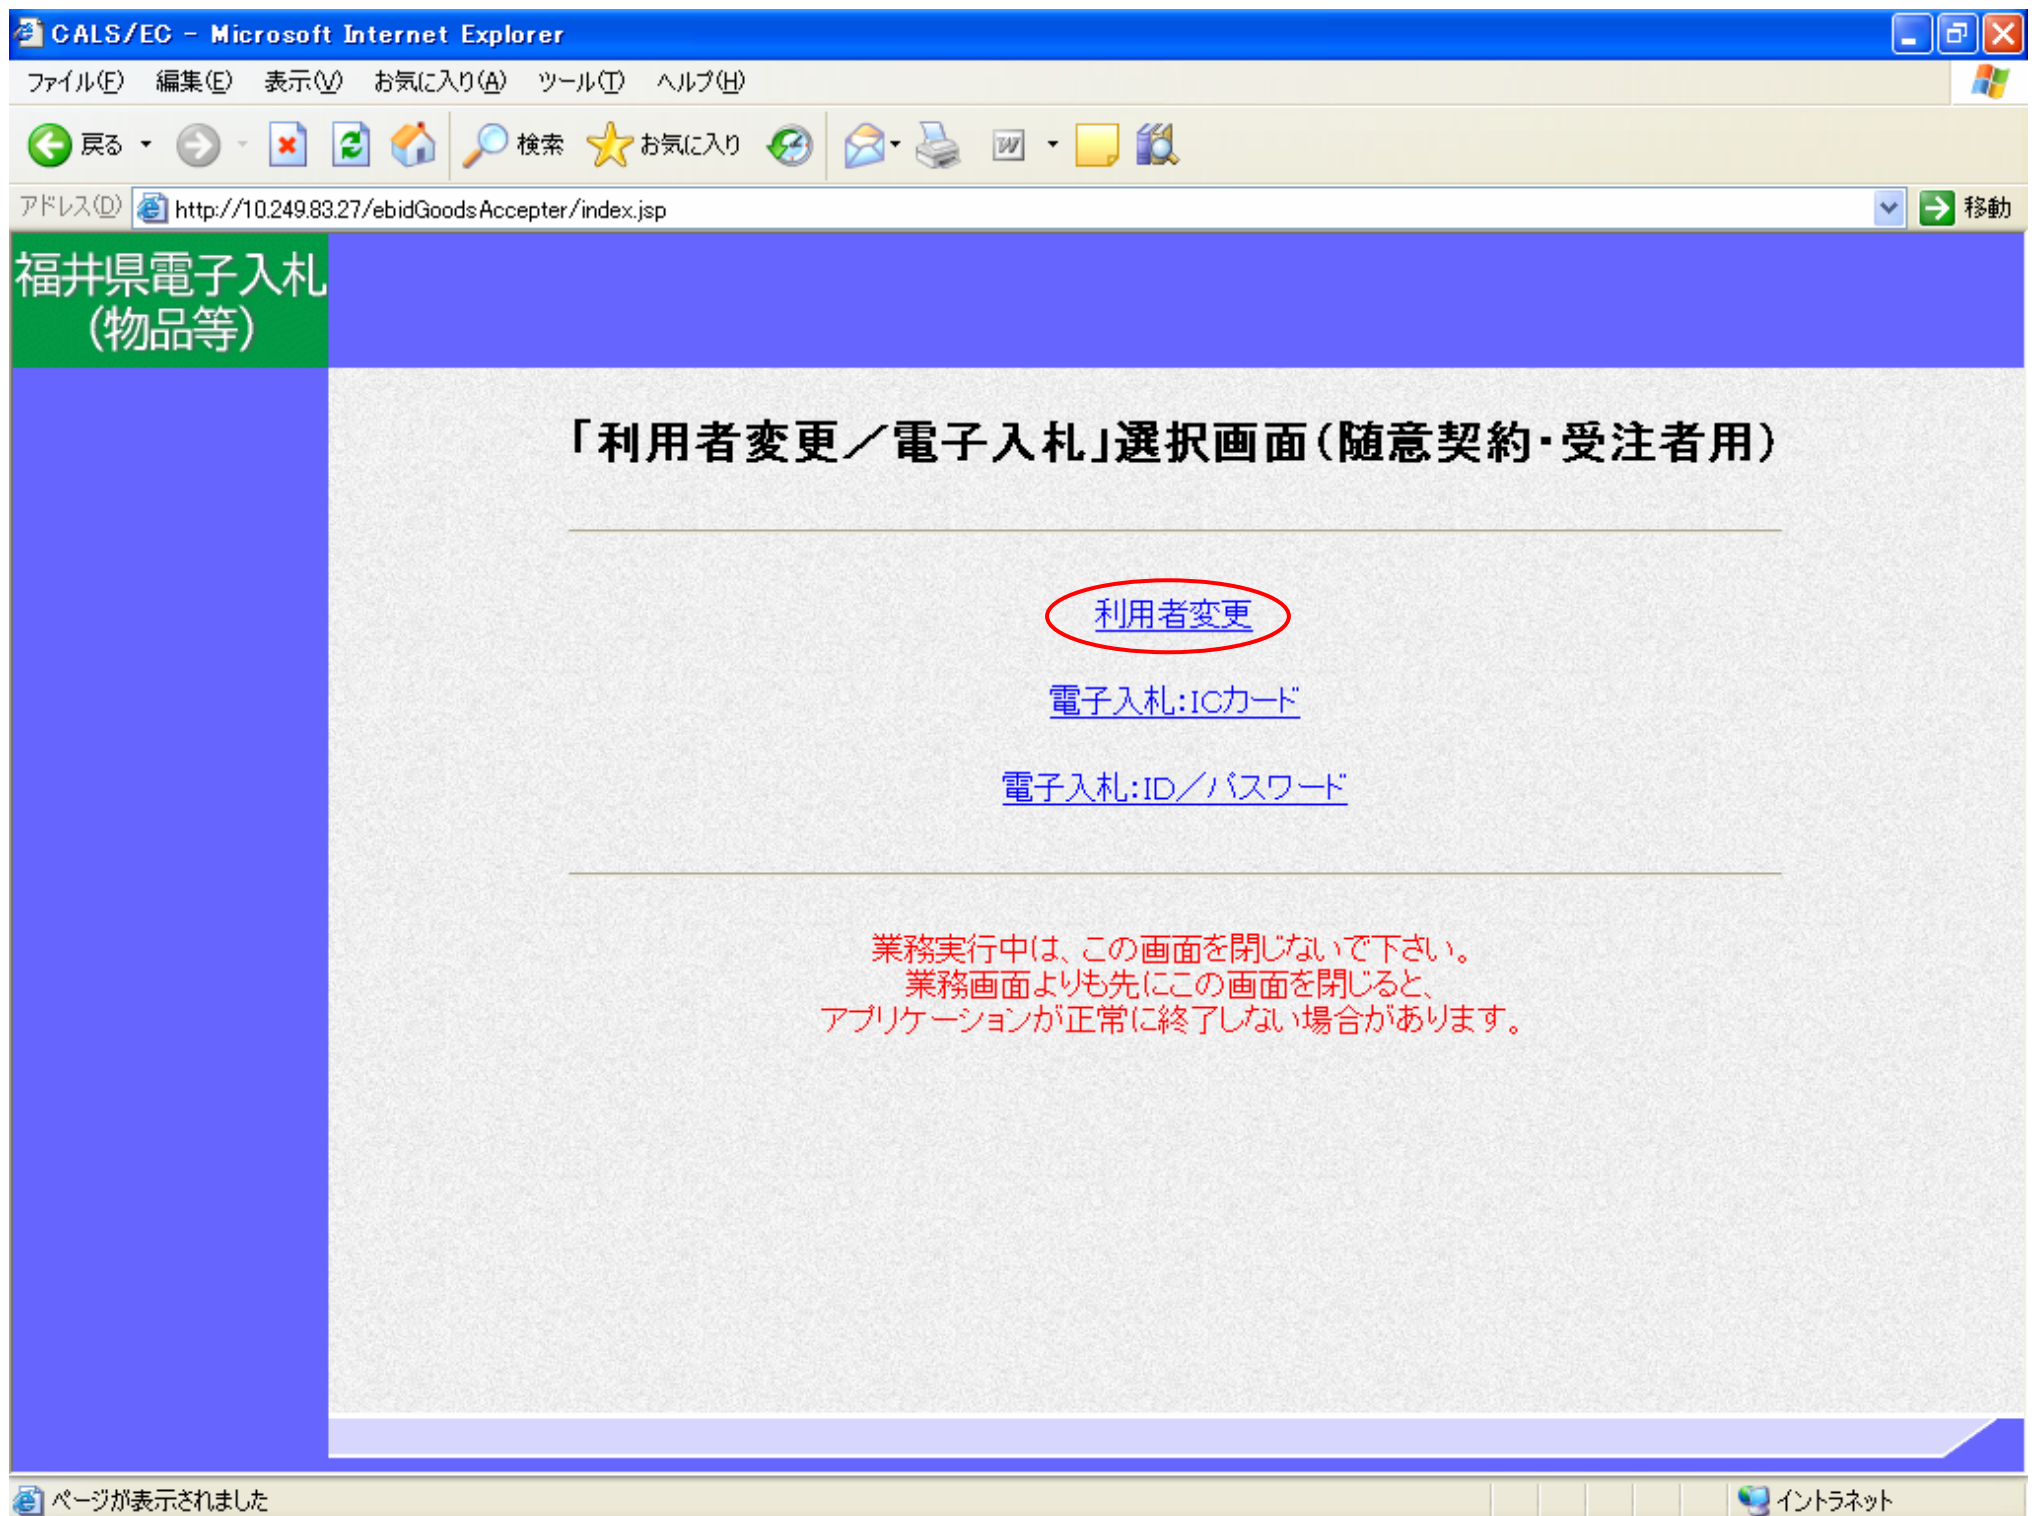 CALS/EC - Microsoft Internet Explorer
ファイル(F) 編集(E) 表示(V) お気に入り(A) ツール(T) ヘルプ(H)
戻る 検索 お気に入り
アドレス(D) http://10.249.83.27/ebidGoodsAccepter/index.jsp 移動
福井県電子入札
(物品等)
「利用者変更／電子入札」選択画面(随意契約・受注者用)
利用者変更
電子入札:ICカード
電子入札:ID／パスワード
業務実行中は、この画面を閉じないで下さい。
業務画面よりも先にこの画面を閉じると、
アプリケーションが正常に終了しない場合があります。
ページが表示されました イントラネット